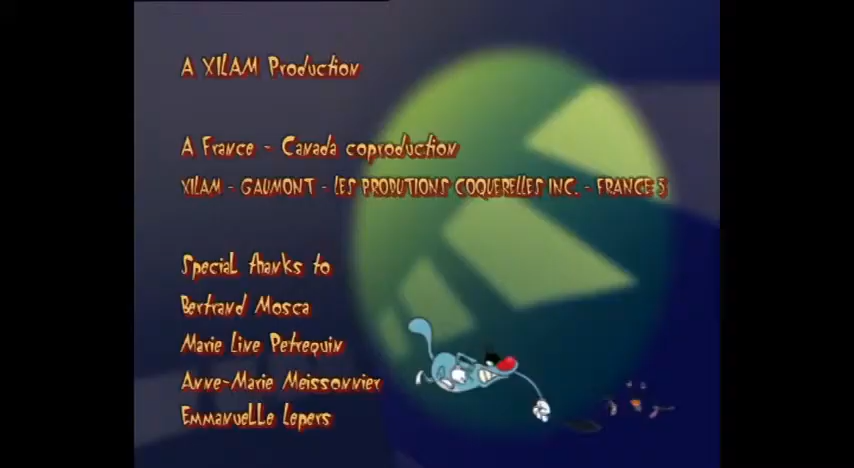 A XILAM Production
A France - Canada coproduction
XILAM - GAUMONT - LES PRODUTIONS COQUERELLES INC. - FRANCE 3
Special thanks to
Bertrand Mosca
Marie Line Petrequin
Anne-Marie Meissonnier
Emmanuelle Lepers